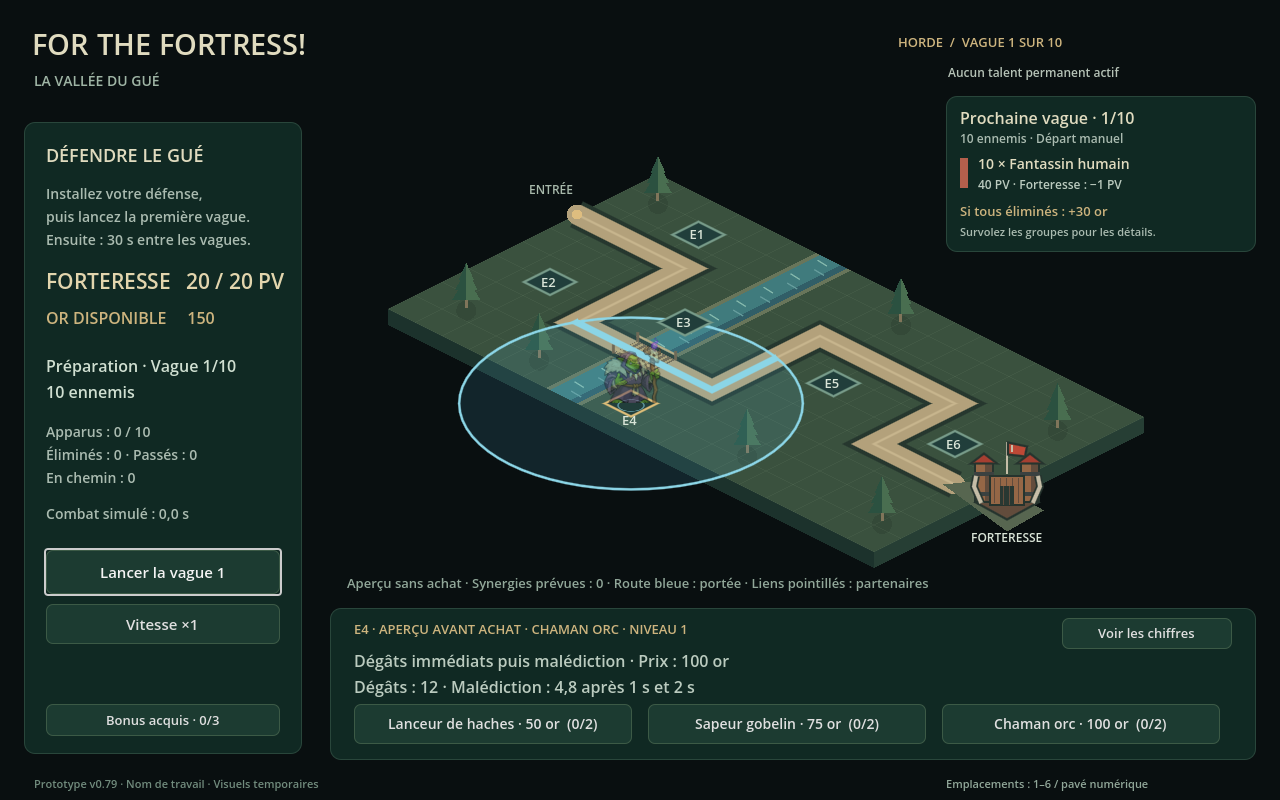 FOR THE FORTRESS!
LA VALLÉE DU GUÉ
HORDE / VAGUE 1 SUR 10
Aucun talent permanent actif
Prochaine vague · 1/10
10 ennemis · Départ manuel
10 × Fantassin humain
40 PV · Forteresse : −1 PV
Si tous éliminés : +30 or
Survolez les groupes pour les détails.
DÉFENDRE LE GUÉ
Installez votre défense,
puis lancez la première vague.
Ensuite : 30 s entre les vagues.
FORTERESSE 20 / 20 PV
OR DISPONIBLE 150
Préparation · Vague 1/10
10 ennemis
Apparus : 0 / 10
Éliminés : 0 · Passés : 0
En chemin : 0
Combat simulé : 0,0 s
Lancer la vague 1
Vitesse ×1
Bonus acquis · 0/3
ENTRÉE
E1
E2
E3
E4
E5
E6
FORTERESSE
Aperçu sans achat · Synergies prévues : 0 · Route bleue : portée · Liens pointillés : partenaires
E4 · APERÇU AVANT ACHAT · CHAMAN ORC · NIVEAU 1
Voir les chiffres
Dégâts immédiats puis malédiction · Prix : 100 or
Dégâts : 12 · Malédiction : 4,8 après 1 s et 2 s
Lanceur de haches · 50 or (0/2)
Sapeur gobelin · 75 or (0/2)
Chaman orc · 100 or (0/2)
Prototype v0.79 · Nom de travail · Visuels temporaires
Emplacements : 1–6 / pavé numérique